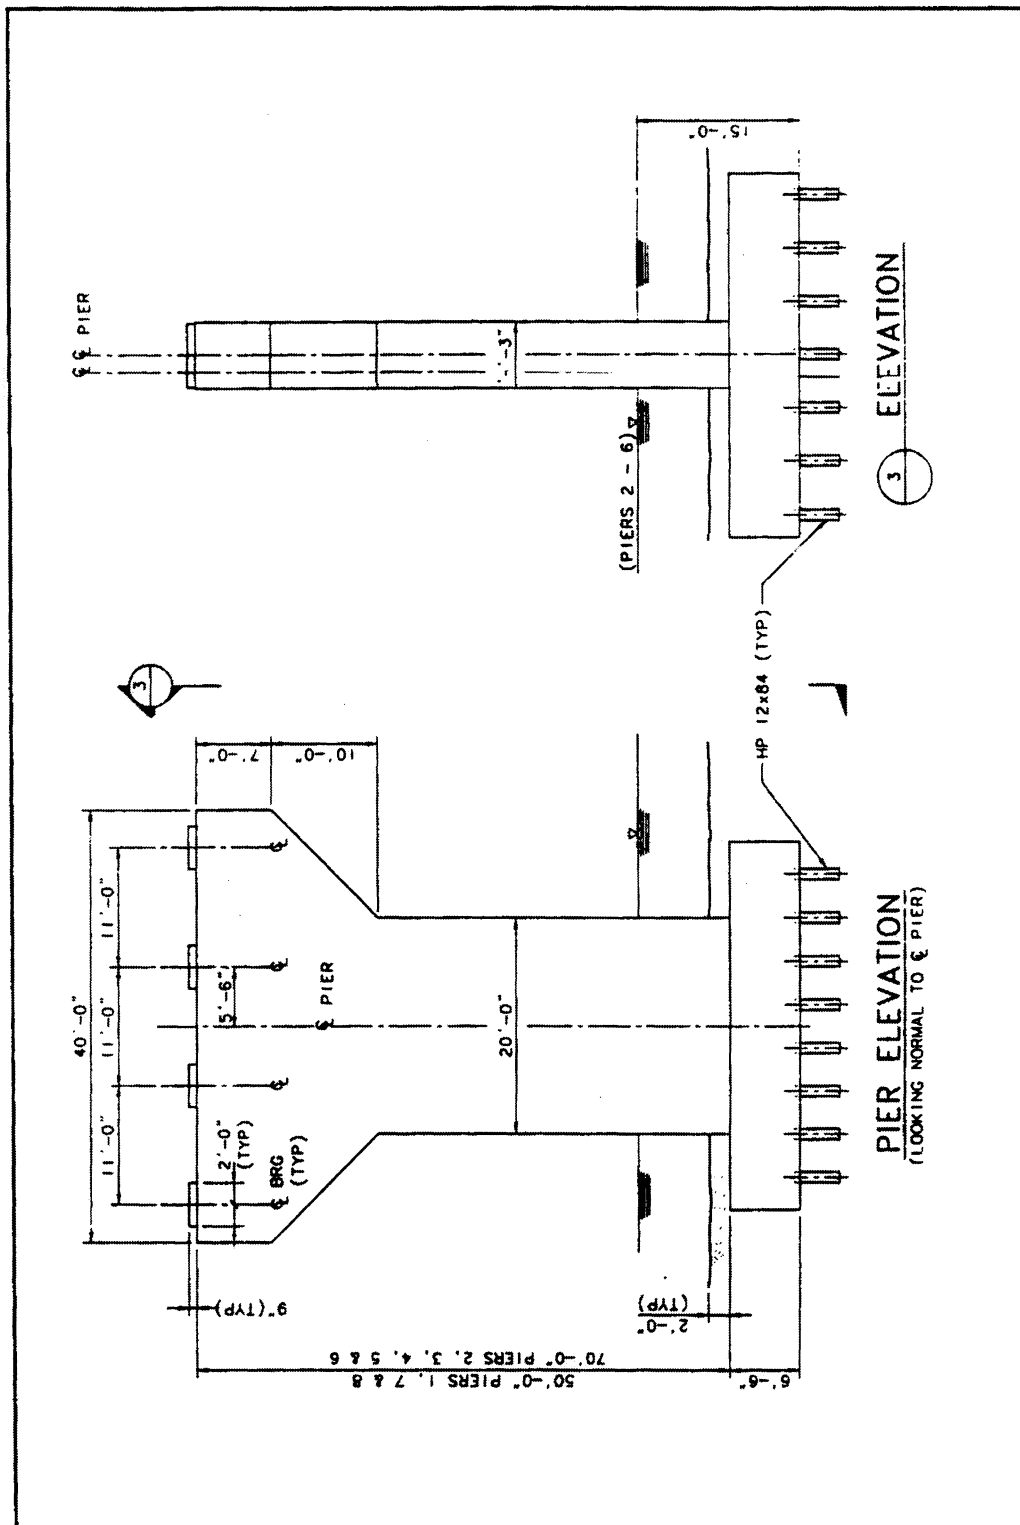 40'-0"
11'-0"
11'-0"
11'-0"
2'-0"
(TYP)
5'-6"
℄ BRG
(TYP)
℄
℄
℄
℄ PIER
20'-0"
7'-0"
10'-0"
9" (TYP)
2'-0"
(TYP)
50'-0" PIERS 1, 7 & 8
70'-0" PIERS 2, 3, 4, 5 & 6
6'-6"
3
HP 12x84 (TYP)
PIER ELEVATION
(LOOKING NORMAL TO ℄ PIER)
℄ ℄ PIER
'-3"
(PIERS 2 - 6)
15'-0"
3
ELEVATION